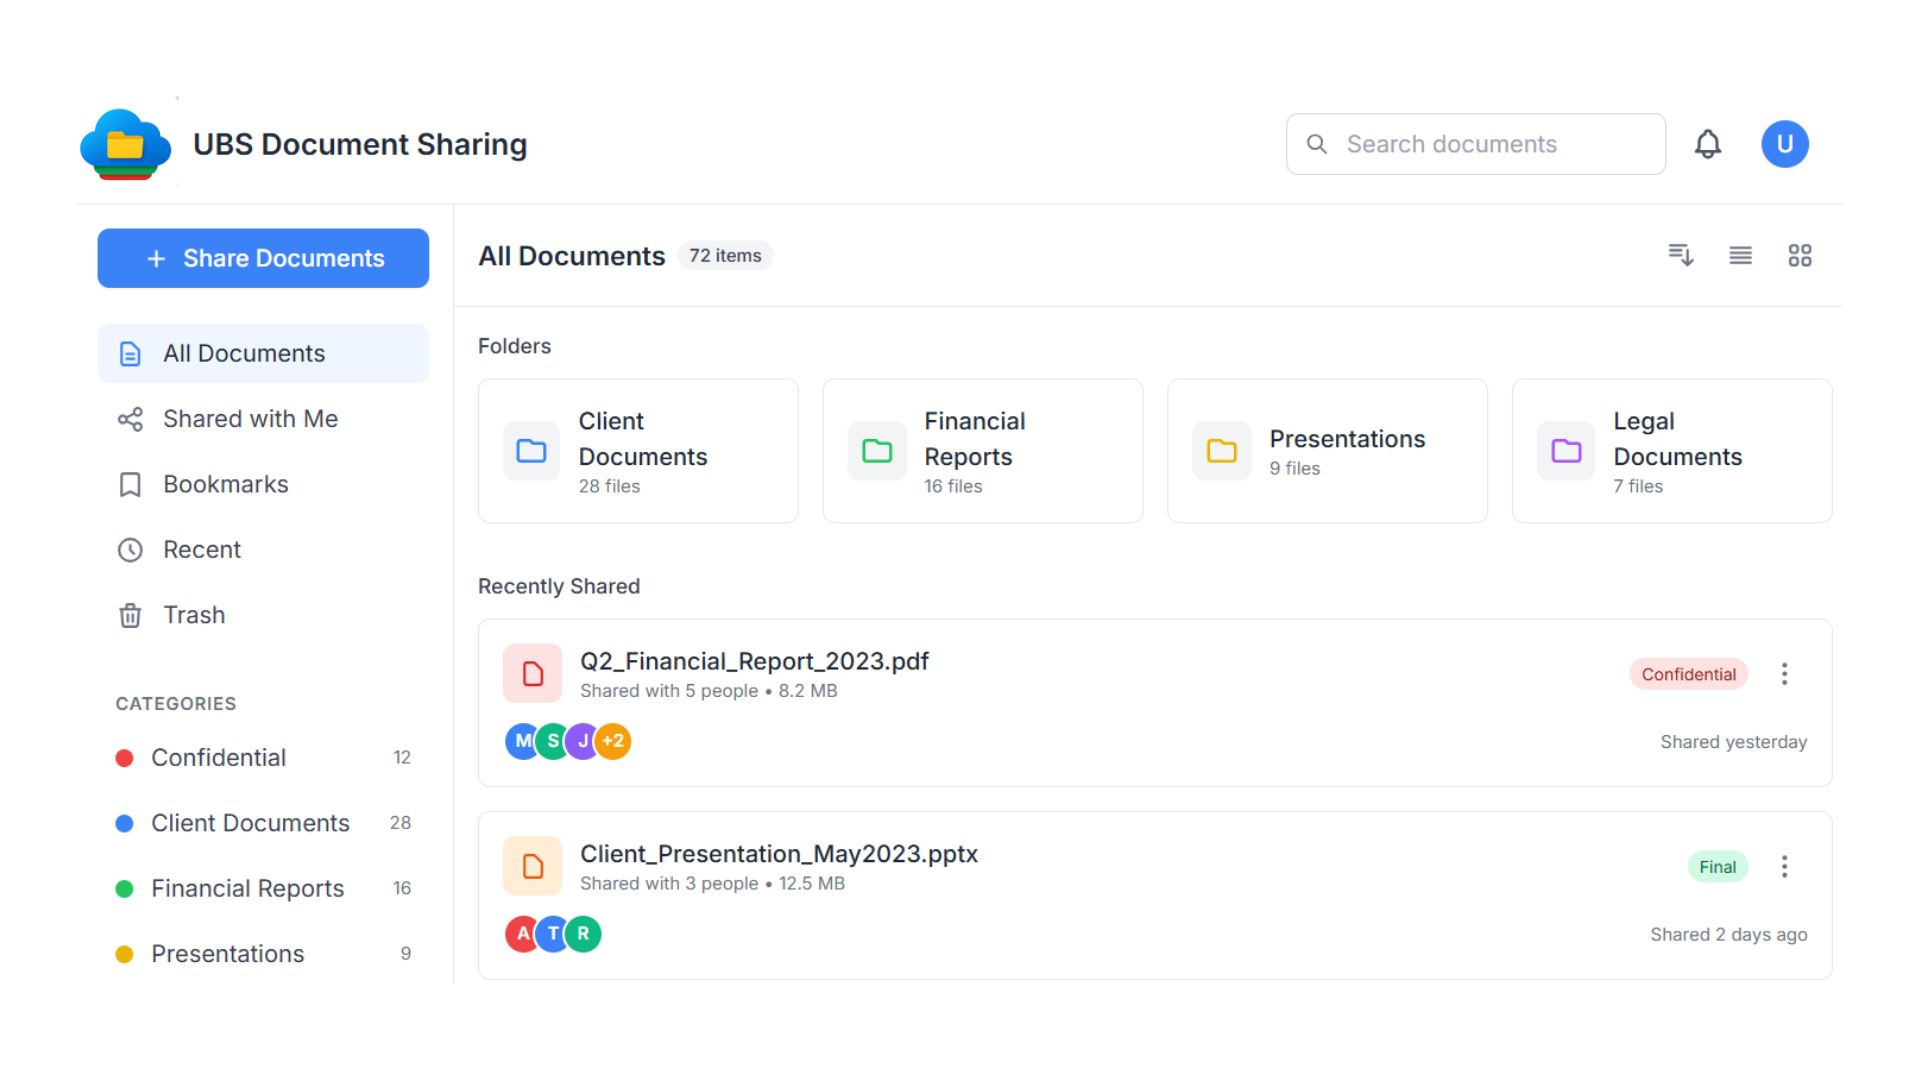 UBS Document Sharing
Search documents
U
+ Share Documents
All Documents
Shared with Me
Bookmarks
Recent
Trash
CATEGORIES
Confidential 12
Client Documents 28
Financial Reports 16
Presentations 9
All Documents 72 items
Folders
Client
Documents
28 files
Financial
Reports
16 files
Presentations
9 files
Legal
Documents
7 files
Recently Shared
Q2_Financial_Report_2023.pdf
Shared with 5 people • 8.2 MB
Confidential
M S J +2
Shared yesterday
Client_Presentation_May2023.pptx
Shared with 3 people • 12.5 MB
Final
A T R
Shared 2 days ago